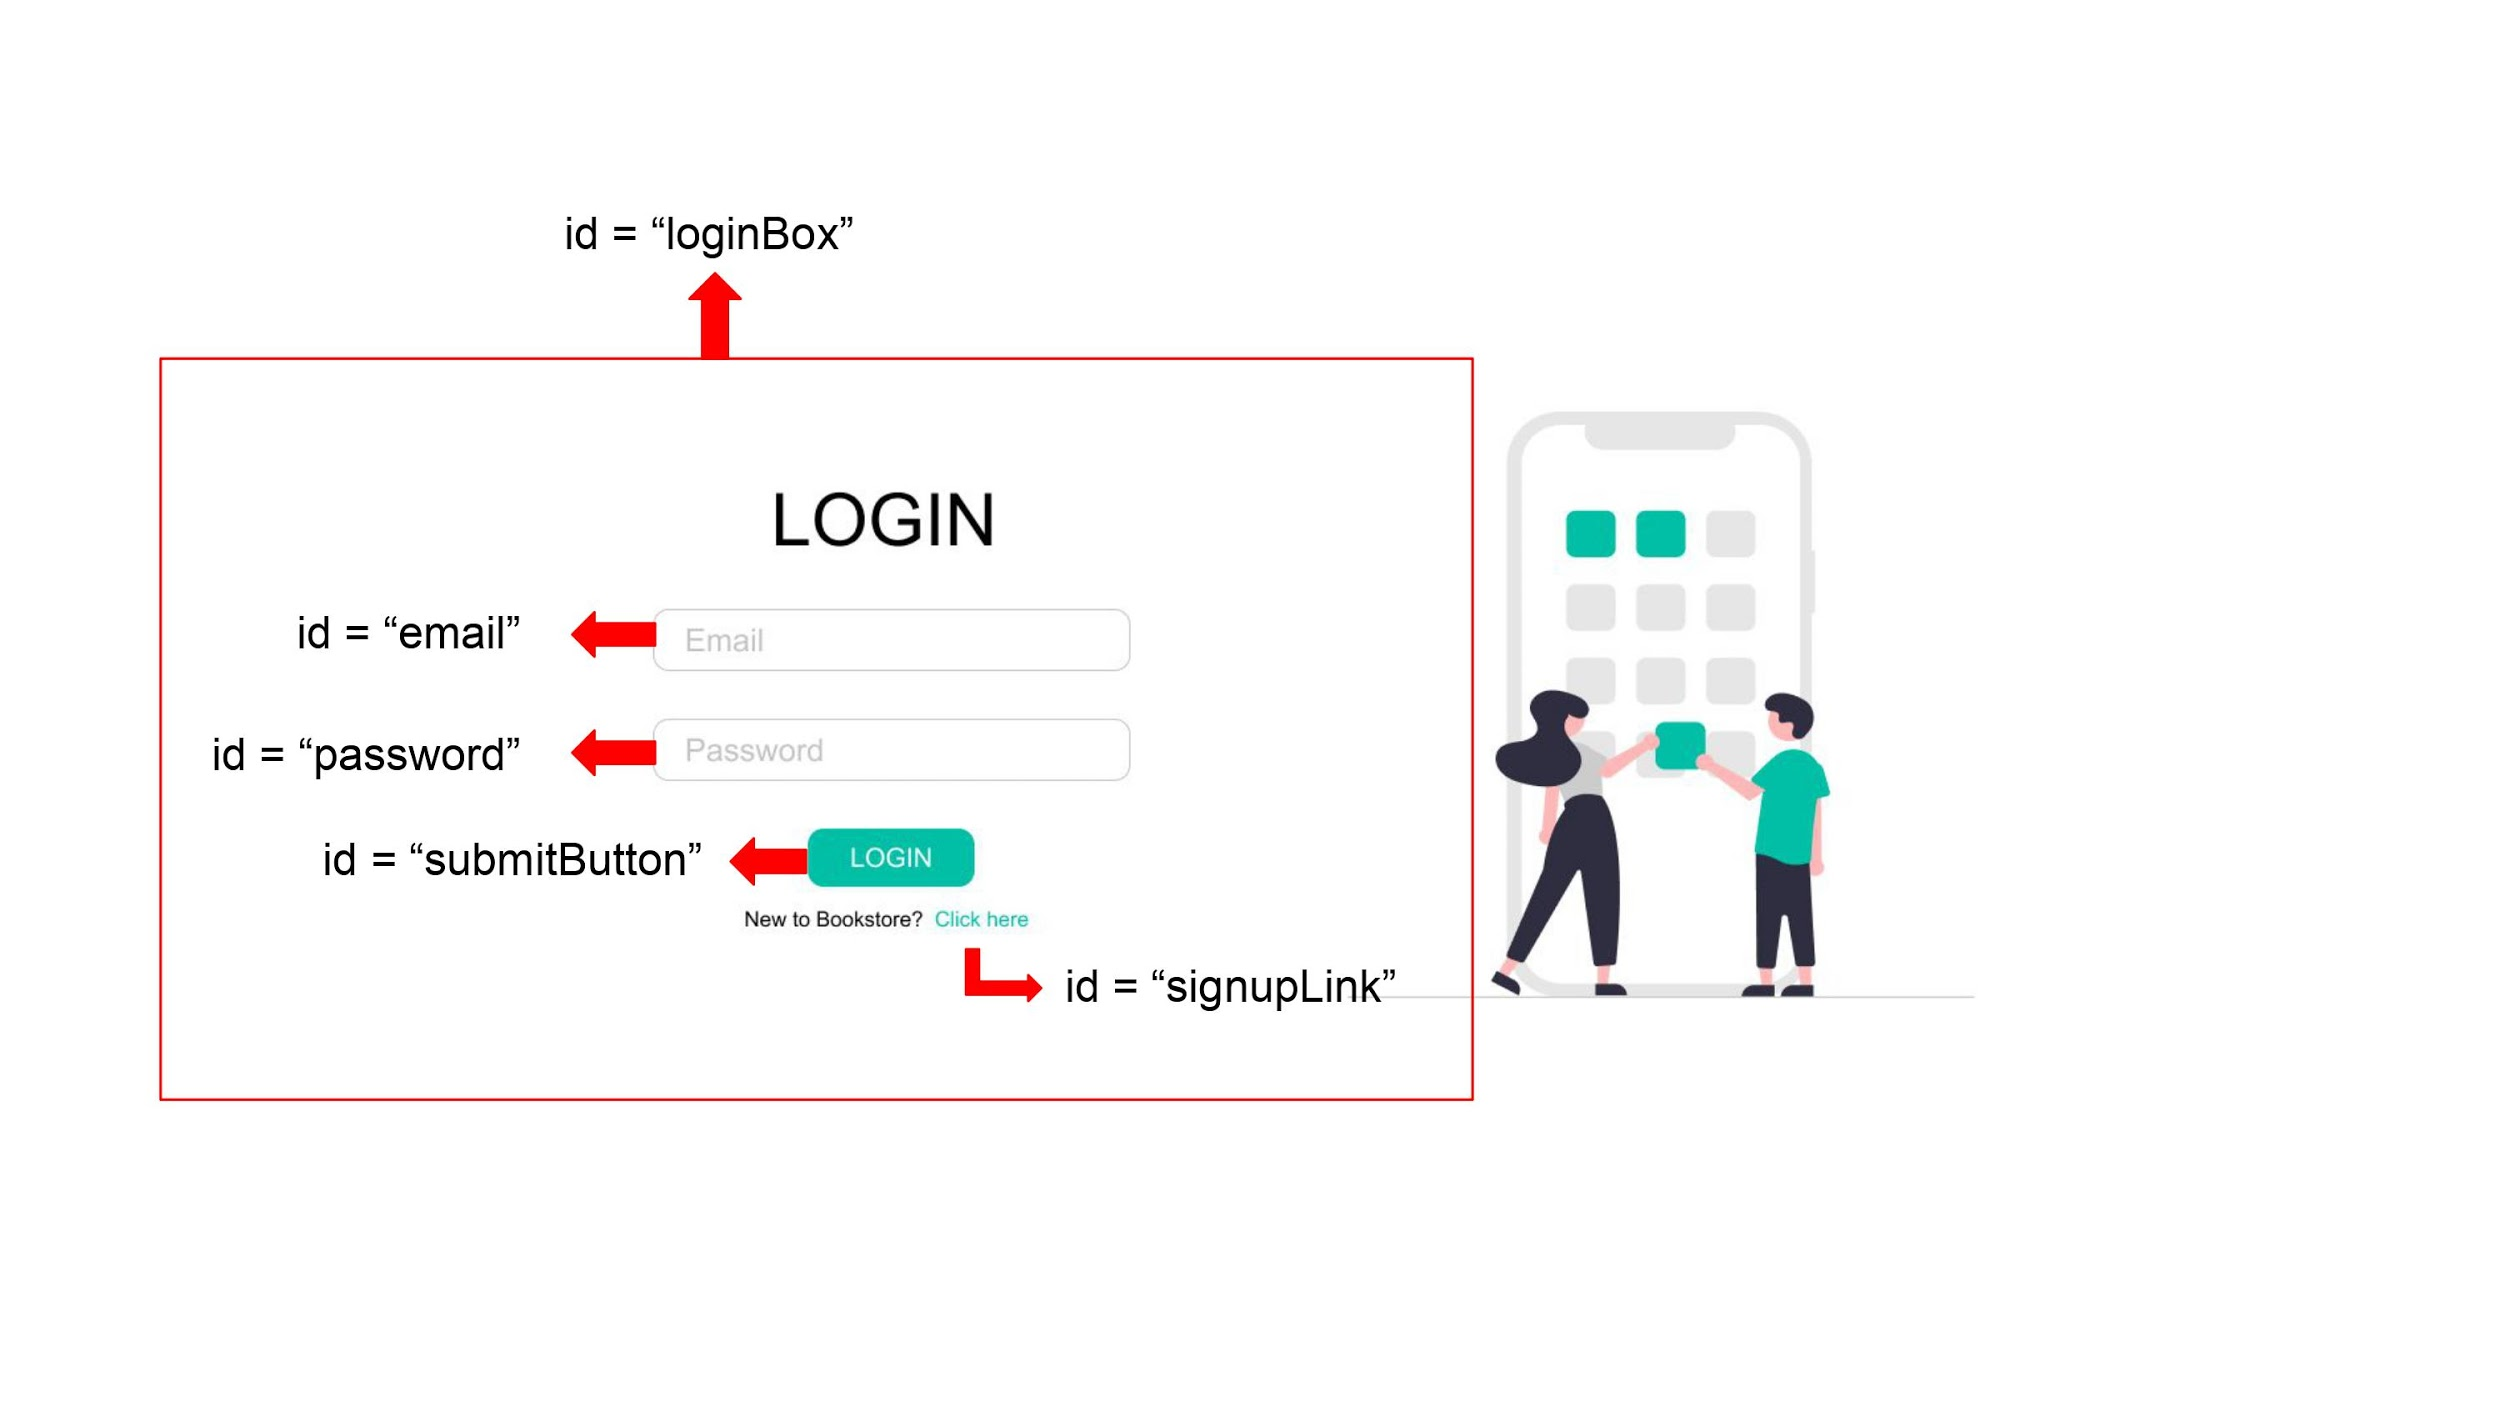 id = “loginBox”
LOGIN
id = “email”
Email
id = “password”
Password
id = “submitButton”
LOGIN
New to Bookstore? Click here
id = “signupLink”